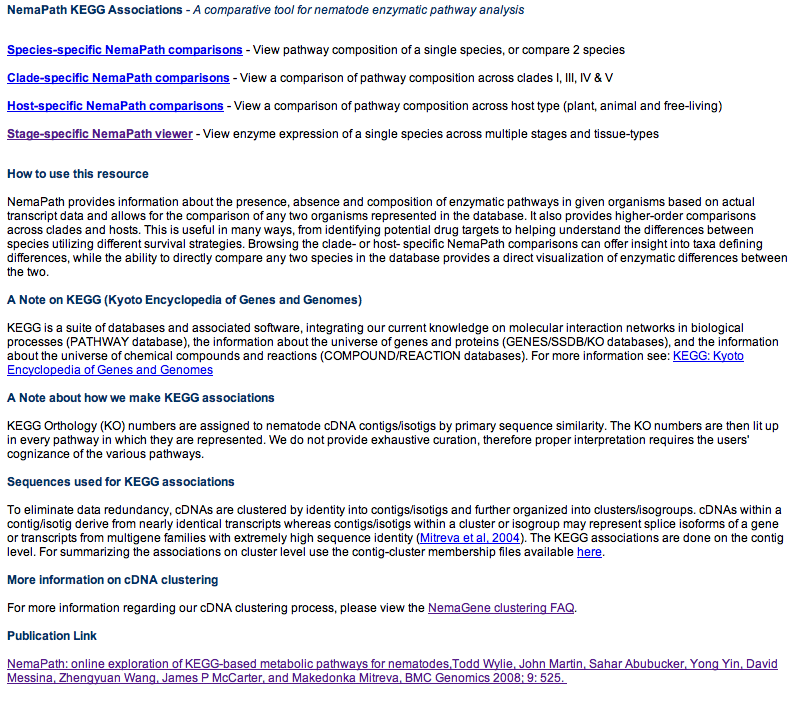 NemaPath KEGG Associations - A comparative tool for nematode enzymatic pathway analysis
Species-specific NemaPath comparisons - View pathway composition of a single species, or compare 2 species
Clade-specific NemaPath comparisons - View a comparison of pathway composition across clades I, III, IV & V
Host-specific NemaPath comparisons - View a comparison of pathway composition across host type (plant, animal and free-living)
Stage-specific NemaPath viewer - View enzyme expression of a single species across multiple stages and tissue-types
How to use this resource
NemaPath provides information about the presence, absence and composition of enzymatic pathways in given organisms based on actual
transcript data and allows for the comparison of any two organisms represented in the database. It also provides higher-order comparisons
across clades and hosts. This is useful in many ways, from identifying potential drug targets to helping understand the differences between
species utilizing different survival strategies. Browsing the clade- or host- specific NemaPath comparisons can offer insight into taxa defining
differences, while the ability to directly compare any two species in the database provides a direct visualization of enzymatic differences between
the two.
A Note on KEGG (Kyoto Encyclopedia of Genes and Genomes)
KEGG is a suite of databases and associated software, integrating our current knowledge on molecular interaction networks in biological
processes (PATHWAY database), the information about the universe of genes and proteins (GENES/SSDB/KO databases), and the information
about the universe of chemical compounds and reactions (COMPOUND/REACTION databases). For more information see: KEGG: Kyoto
Encyclopedia of Genes and Genomes
A Note about how we make KEGG associations
KEGG Orthology (KO) numbers are assigned to nematode cDNA contigs/isotigs by primary sequence similarity. The KO numbers are then lit up
in every pathway in which they are represented. We do not provide exhaustive curation, therefore proper interpretation requires the users'
cognizance of the various pathways.
Sequences used for KEGG associations
To eliminate data redundancy, cDNAs are clustered by identity into contigs/isotigs and further organized into clusters/isogroups. cDNAs within a
contig/isotig derive from nearly identical transcripts whereas contigs/isotigs within a cluster or isogroup may represent splice isoforms of a gene
or transcripts from multigene families with extremely high sequence identity (Mitreva et al, 2004). The KEGG associations are done on the contig
level. For summarizing the associations on cluster level use the contig-cluster membership files available here.
More information on cDNA clustering
For more information regarding our cDNA clustering process, please view the NemaGene clustering FAQ.
Publication Link
NemaPath: online exploration of KEGG-based metabolic pathways for nematodes,Todd Wylie, John Martin, Sahar Abubucker, Yong Yin, David
Messina, Zhengyuan Wang, James P McCarter, and Makedonka Mitreva, BMC Genomics 2008; 9: 525.